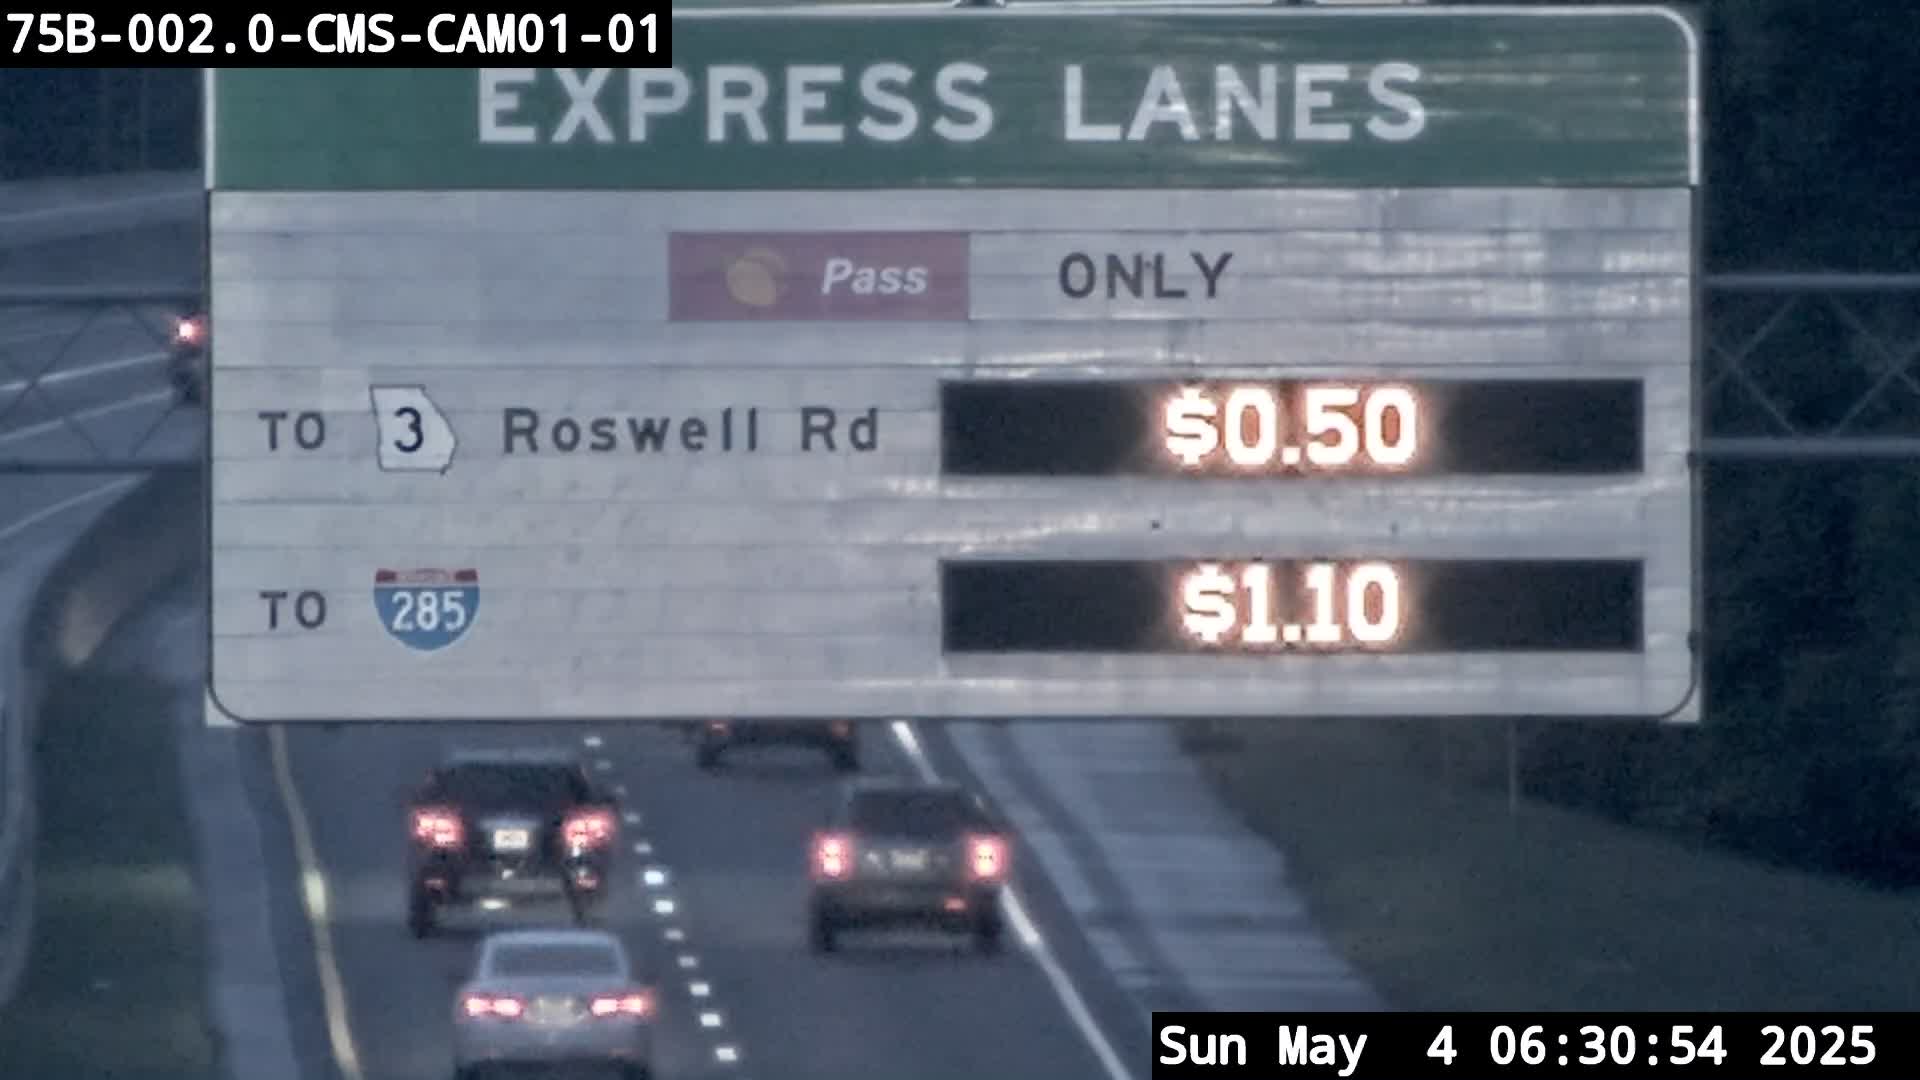 75B-002.0-CMS-CAM01-01
EXPRESS LANES
Pass ONLY
TO 3 Roswell Rd $0.50
TO 285 $1.10
Sun May 4 06:30:54 2025